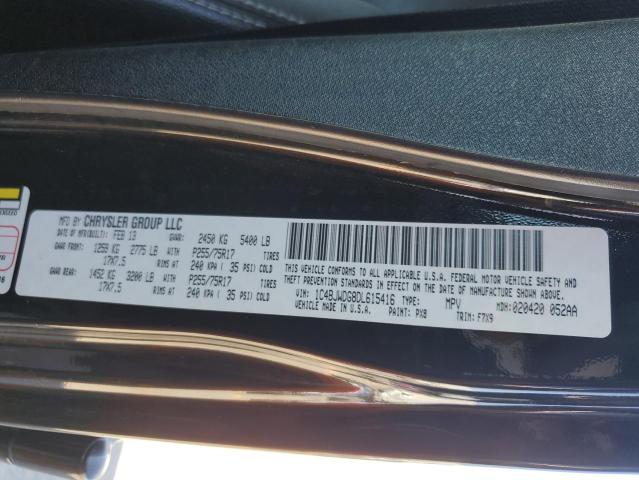 MFD BY CHRYSLER GROUP LLC
DATE OF MFR(BUILT): FEB 13 GVWR: 2450 KG 5400 LB
GAWR FRONT: 1259 KG 2775 LB WITH P255/75R17 TIRES
17X7.5 RIMS AT 240 KPA ( 35 PSI) COLD
GAWR REAR: 1452 KG 3200 LB WITH P255/75R17 TIRES
17X7.5 RIMS AT 240 KPA ( 35 PSI) COLD
THIS VEHICLE CONFORMS TO ALL APPLICABLE U.S.A. FEDERAL MOTOR VEHICLE SAFETY AND
THEFT PREVENTION STANDARDS IN EFFECT ON THE DATE OF MANUFACTURE SHOWN ABOVE.
VIN: 1C4BJWDG8DL615416 TYPE: MPV MDH: 020420 052AA
VEHICLE MADE IN U.S.A. PAINT: PX8 TRIM: F7X9